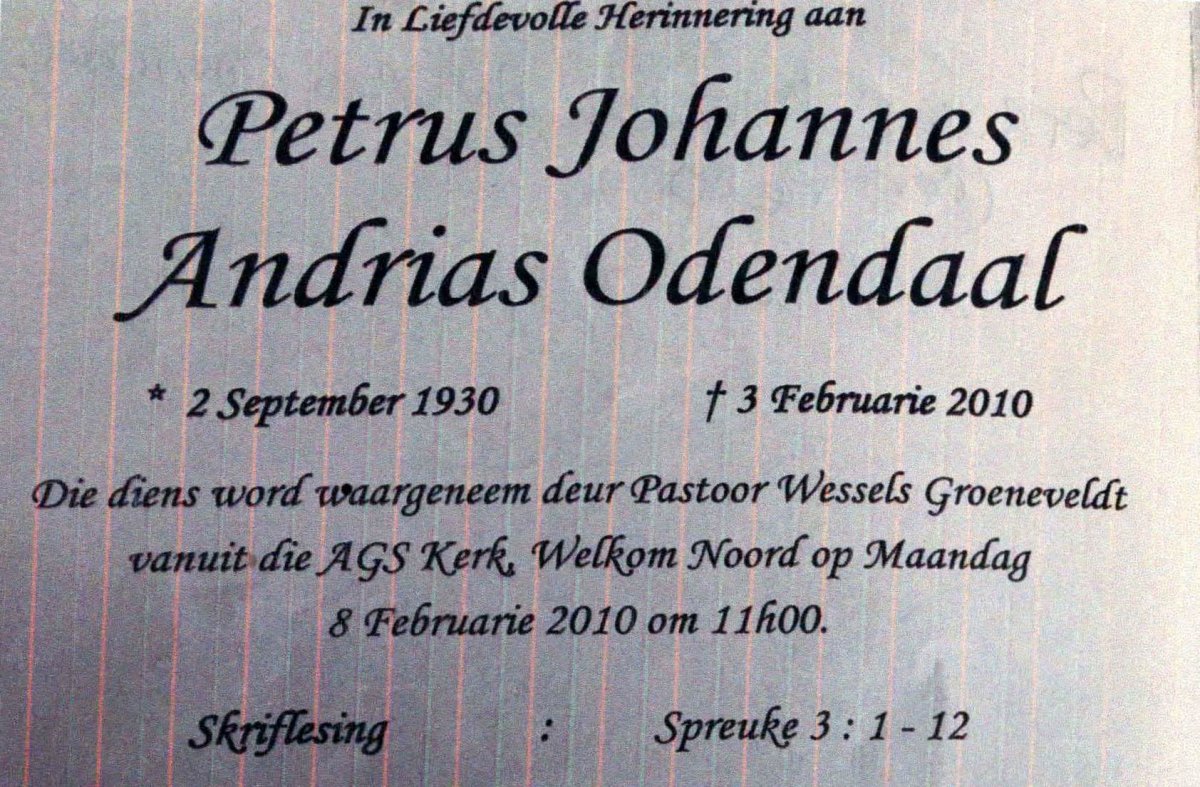 In Liefdevolle Herinnering aan
Petrus Johannes
Andrias Odendaal
* 2 September 1930 † 3 Februarie 2010
Die diens word waargeneem deur Pastoor Wessels Groeneveldt
vanuit die AGS Kerk, Welkom Noord op Maandag
8 Februarie 2010 om 11h00.
Skriflesing : Spreuke 3 : 1 - 12